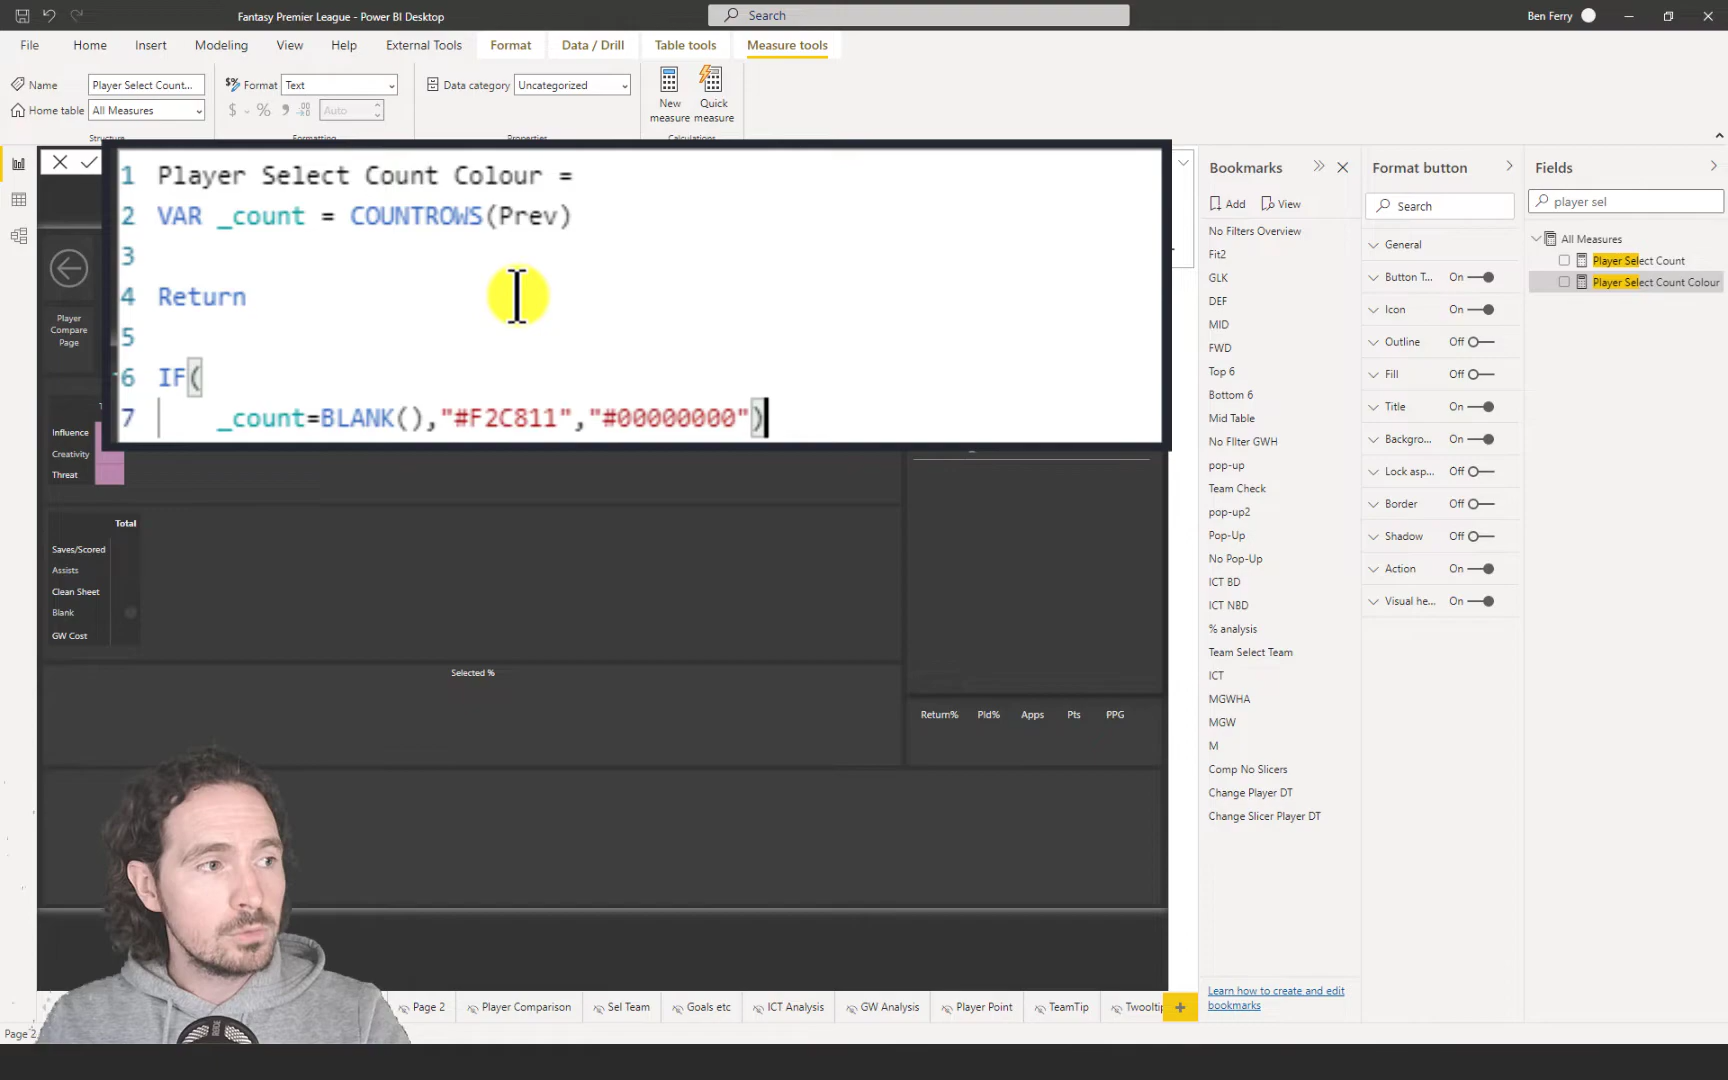 Fantasy Premier League - Power BI Desktop
Search
Ben Ferry
File
Home
Insert
Modeling
View
Help
External Tools
Format
Data / Drill
Table tools
Measure tools
Name
Player Select Count...
Format
Text
Data category
Uncategorized
Home table
All Measures
$
%
Auto
New
measure
Quick
measure
Structure
Formatting
Properties
Calculations
1 Player Select Count Colour =
2 VAR _count = COUNTROWS(Prev)
3
4 Return
5
6 IF(
7 _count=BLANK(),"#F2C811","#00000000")
Player
Compare
Page
Influence
Creativity
Threat
Total
Saves/Scored
Assists
Clean Sheet
Blank
GW Cost
Selected %
Return%
Pld%
Apps
Pts
PPG
Bookmarks
Add
View
No Filters Overview
Fit2
GLK
DEF
MID
FWD
Top 6
Bottom 6
Mid Table
No FIlter GWH
pop-up
Team Check
pop-up2
Pop-Up
No Pop-Up
ICT BD
ICT NBD
% analysis
Team Select Team
ICT
MGWHA
MGW
M
Comp No Slicers
Change Player DT
Change Slicer Player DT
Learn how to create and edit
bookmarks
Format button
Search
General
Button T... On
Icon On
Outline Off
Fill Off
Title On
Backgro... On
Lock asp... Off
Border Off
Shadow Off
Action On
Visual he... On
Fields
player sel
All Measures
Player Select Count
Player Select Count Colour
Page 2
Player Comparison
Sel Team
Goals etc
ICT Analysis
GW Analysis
Player Point
TeamTip
Twooltip
+
Page 2